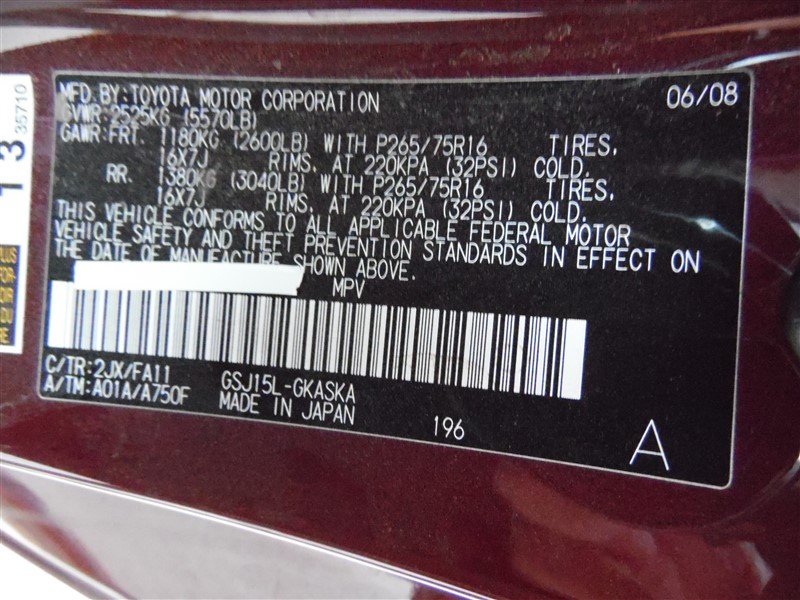 MFD.BY:TOYOTA MOTOR CORPORATION 06/08
GVWR:2525KG (5570LB)
GAWR:FRT. 1180KG (2600LB) WITH P265/75R16 TIRES,
16X7J RIMS, AT 220KPA (32PSI) COLD.
RR. 1380KG (3040LB) WITH P265/75R16 TIRES,
16X7J RIMS, AT 220KPA (32PSI) COLD.
THIS VEHICLE CONFORMS TO ALL APPLICABLE FEDERAL MOTOR
VEHICLE SAFETY AND THEFT PREVENTION STANDARDS IN EFFECT ON
THE DATE OF MANUFACTURE SHOWN ABOVE.
MPV
C/TR:2JX/FA11 GSJ15L-GKASKA
A/TM:A01A/A750F MADE IN JAPAN
196
A
13
35710
PLUS